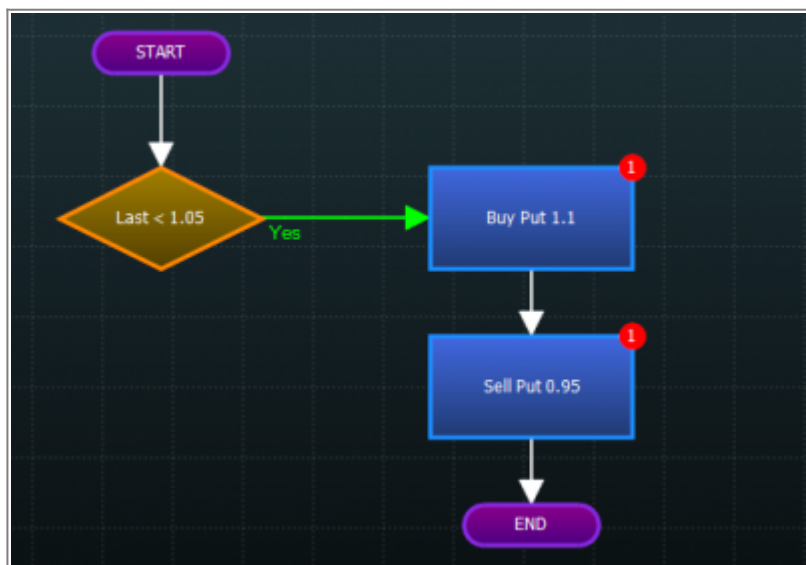 START
Last < 1.05
Yes
1
Buy Put 1.1
1
Sell Put 0.95
END